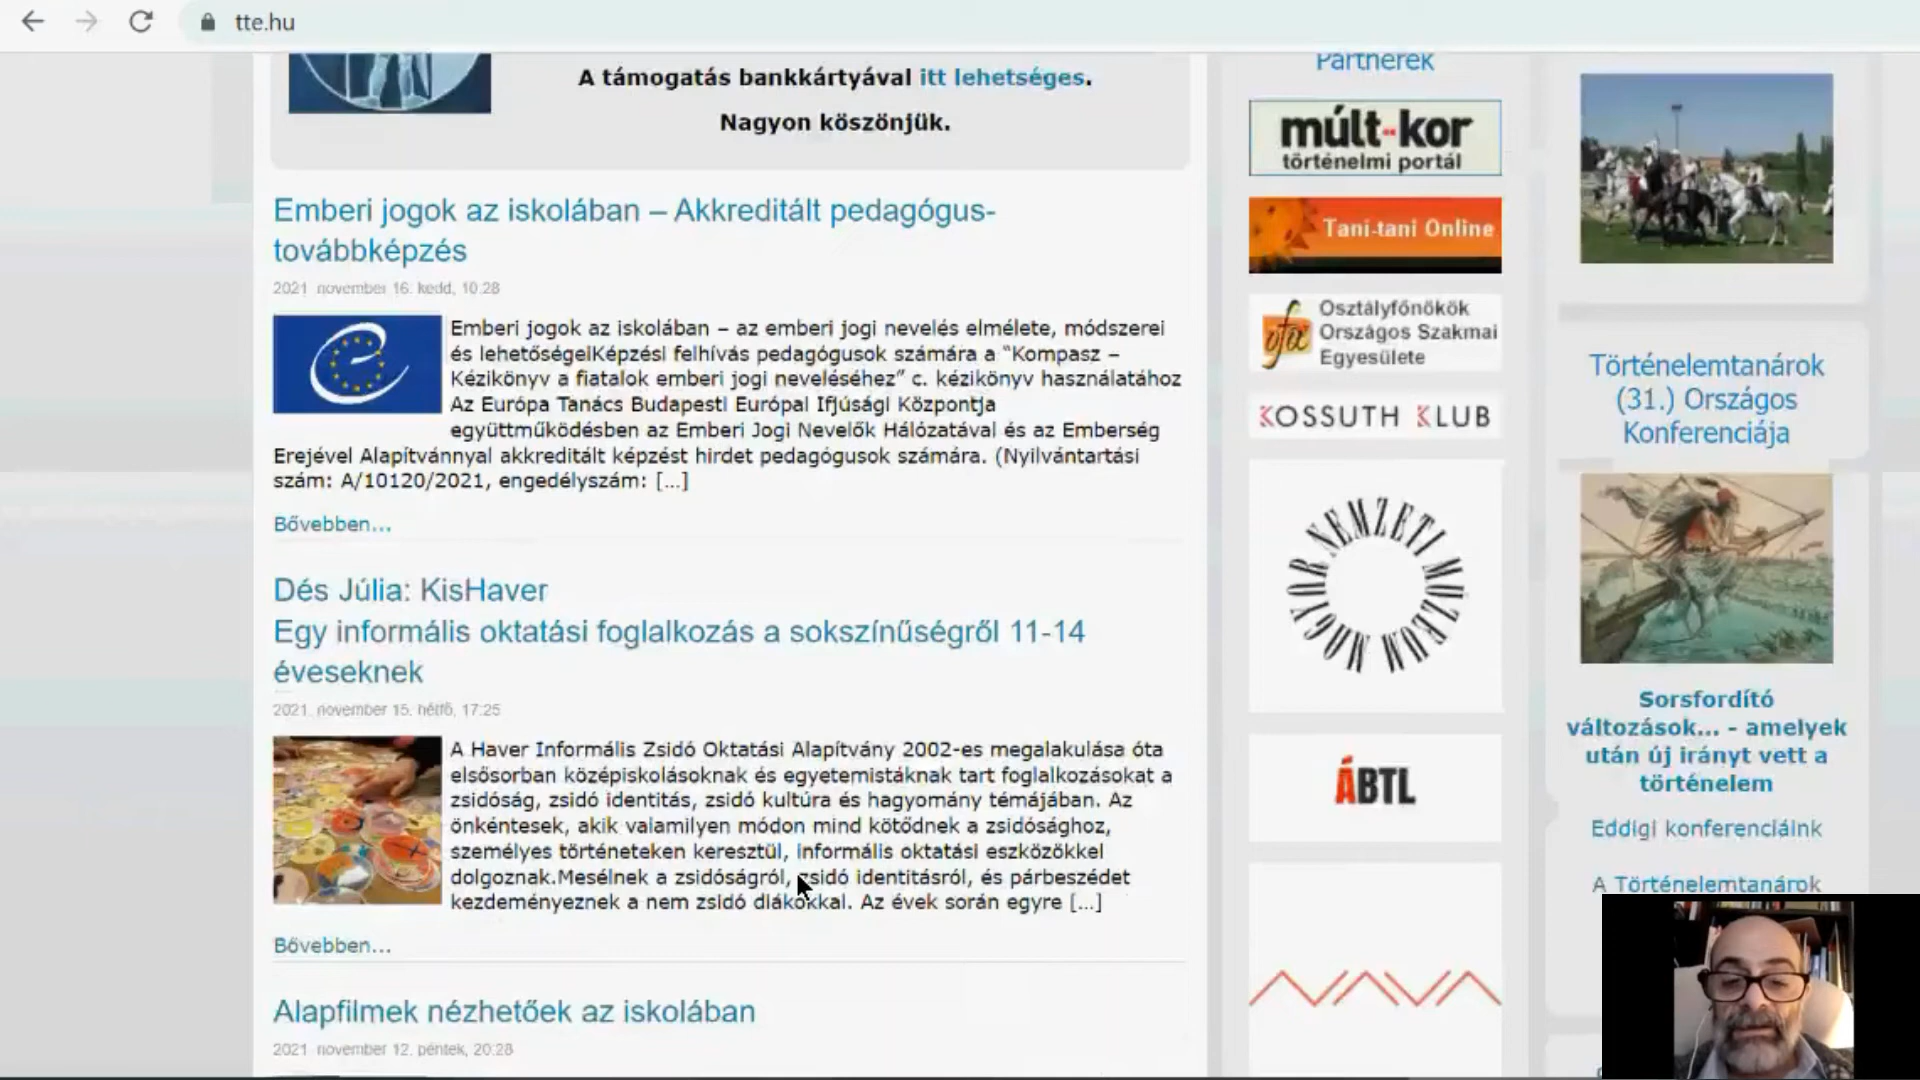 tte.hu
A támogatás bankkártyával itt lehetséges.
Nagyon köszönjük.
Emberi jogok az iskolában – Akkreditált pedagógus-
továbbképzés
2021. november 16. kedd, 10:28
Emberi jogok az iskolában – az emberi jogi nevelés elmélete, módszerei
és lehetőségeiKépzési felhívás pedagógusok számára a “Kompasz –
Kézikönyv a fiatalok emberi jogi neveléséhez” c. kézikönyv használatához
Az Európa Tanács Budapesti Európai Ifjúsági Központja
együttműködésben az Emberi Jogi Nevelők Hálózatával és az Emberség
Erejével Alapítvánnyal akkreditált képzést hirdet pedagógusok számára. (Nyilvántartási
szám: A/10120/2021, engedélyszám: [...]
Bővebben...
Dés Júlia: KisHaver
Egy informális oktatási foglalkozás a sokszínűségről 11-14
éveseknek
2021. november 15. hétfő, 17:25
A Haver Informális Zsidó Oktatási Alapítvány 2002-es megalakulása óta
elsősorban középiskolásoknak és egyetemistáknak tart foglalkozásokat a
zsidóság, zsidó identitás, zsidó kultúra és hagyomány témájában. Az
önkéntesek, akik valamilyen módon mind kötődnek a zsidósághoz,
személyes történeteken keresztül, informális oktatási eszközökkel
dolgoznak.Mesélnek a zsidóságról, zsidó identitásról, és párbeszédet
kezdeményeznek a nem zsidó diákokkal. Az évek során egyre [...]
Bővebben...
Alapfilmek nézhetőek az iskolában
2021. november 12. péntek, 20:28
Partnerek
múlt-kor
történelmi portál
Tani-tani Online
ofe
Osztályfőnökök
Országos Szakmai
Egyesülete
KOSSUTH KLUB
MAGYAR NEMZETI MÚZEUM
ÁBTL
NAVA
Történelemtanárok
(31.) Országos
Konferenciája
Sorsfordító
változások... - amelyek
után új irányt vett a
történelem
Eddigi konferenciáink
A Történelemtanárok